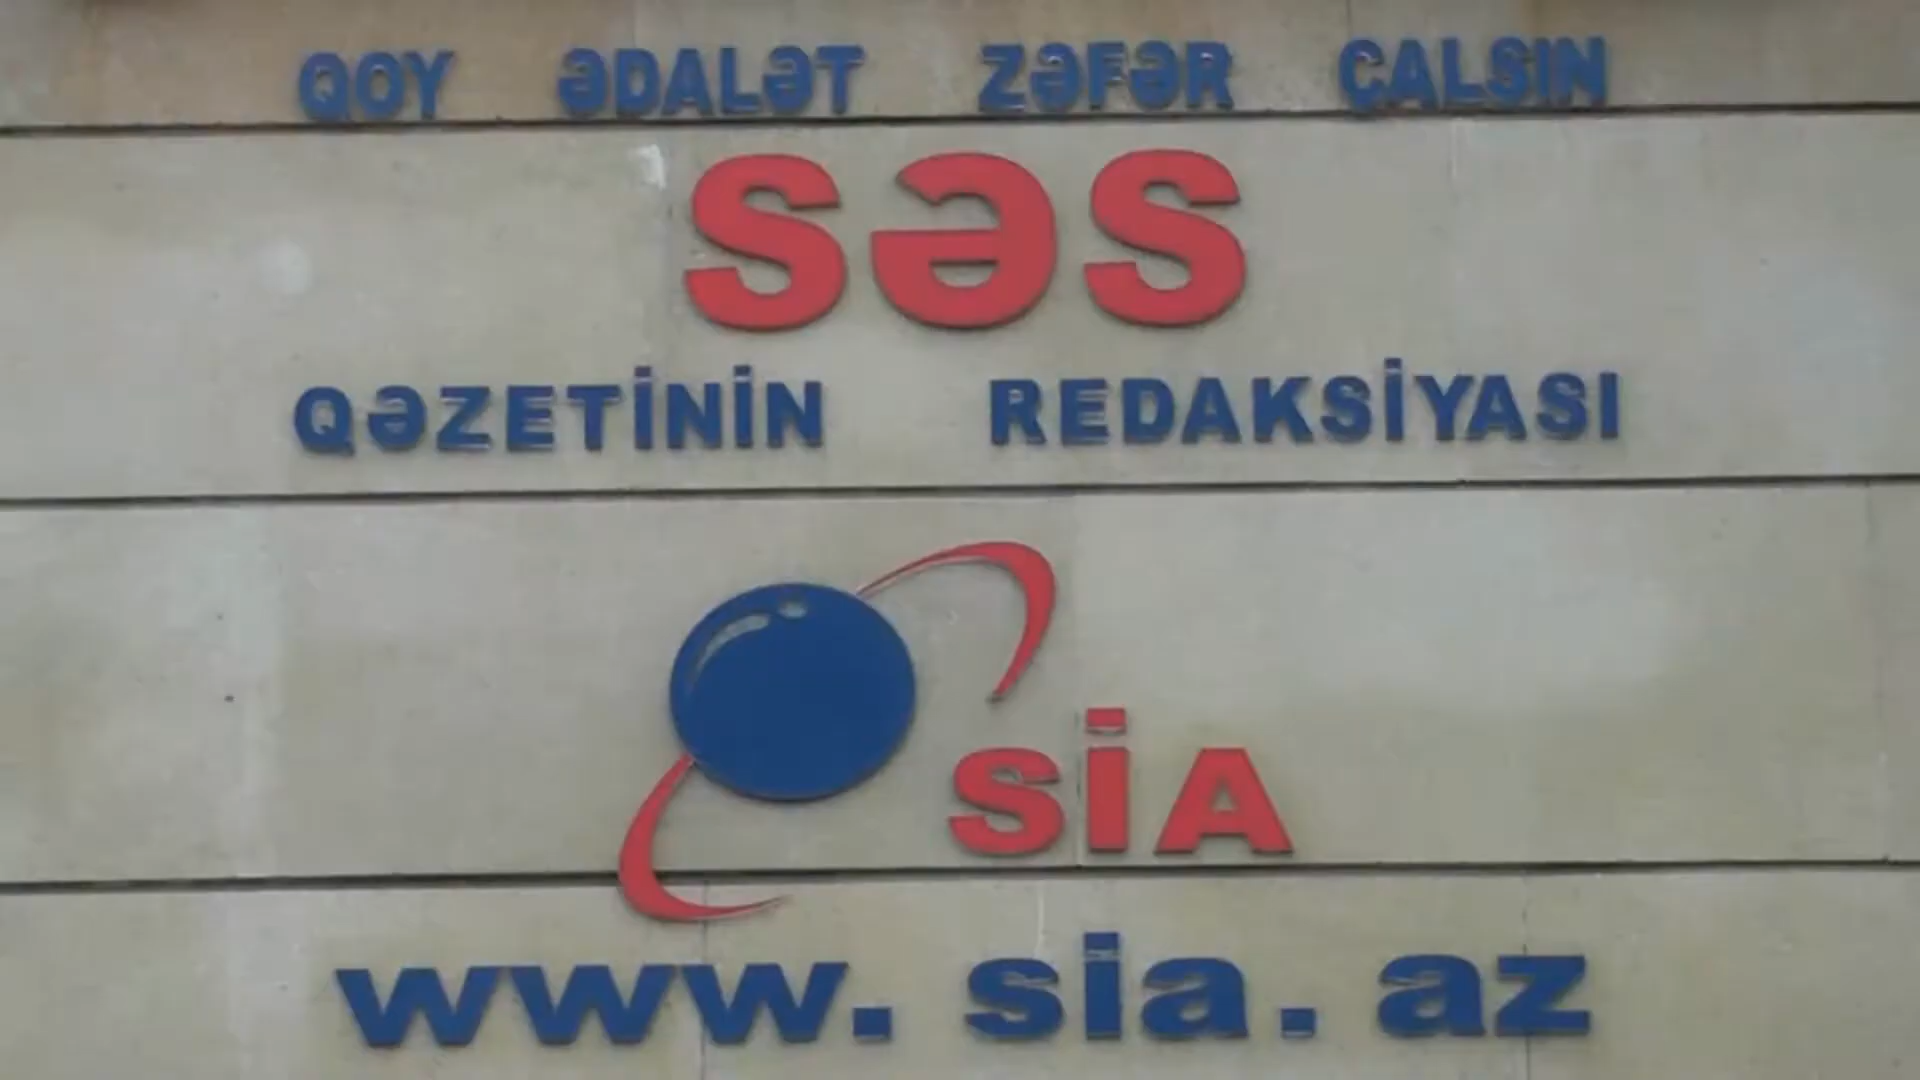 QOY ƏDALƏT ZƏFƏR ÇALSIN
SƏS
QƏZETİNİN REDAKSİYASI
SİA
www.sia.az